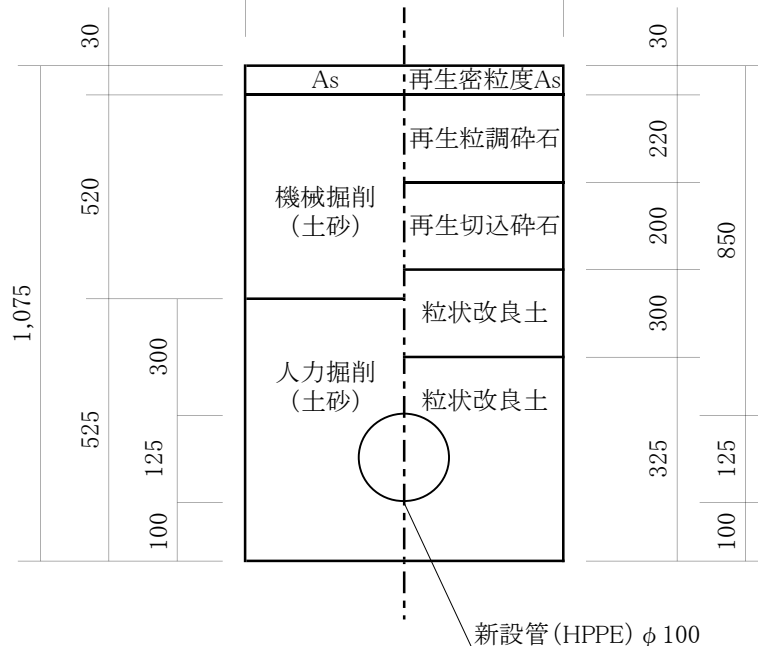 30
30
As
再生密粒度As
再生粒調砕石
220
520
機械掘削
（土砂）
再生切込砕石
200
850
1,075
粒状改良土
300
300
人力掘削
（土砂）
粒状改良土
525
125
325
125
100
100
新設管(HPPE) φ100